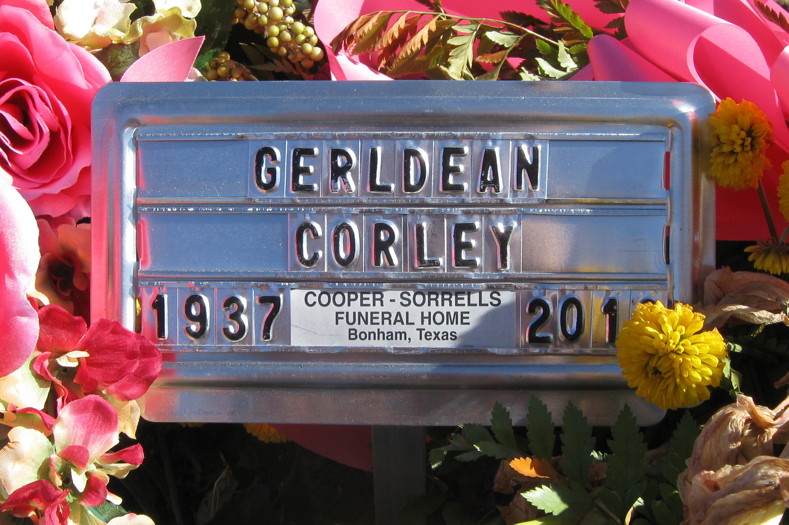 GERLDEAN
CORLEY
1937
COOPER - SORRELLS
FUNERAL HOME
Bonham, Texas
201